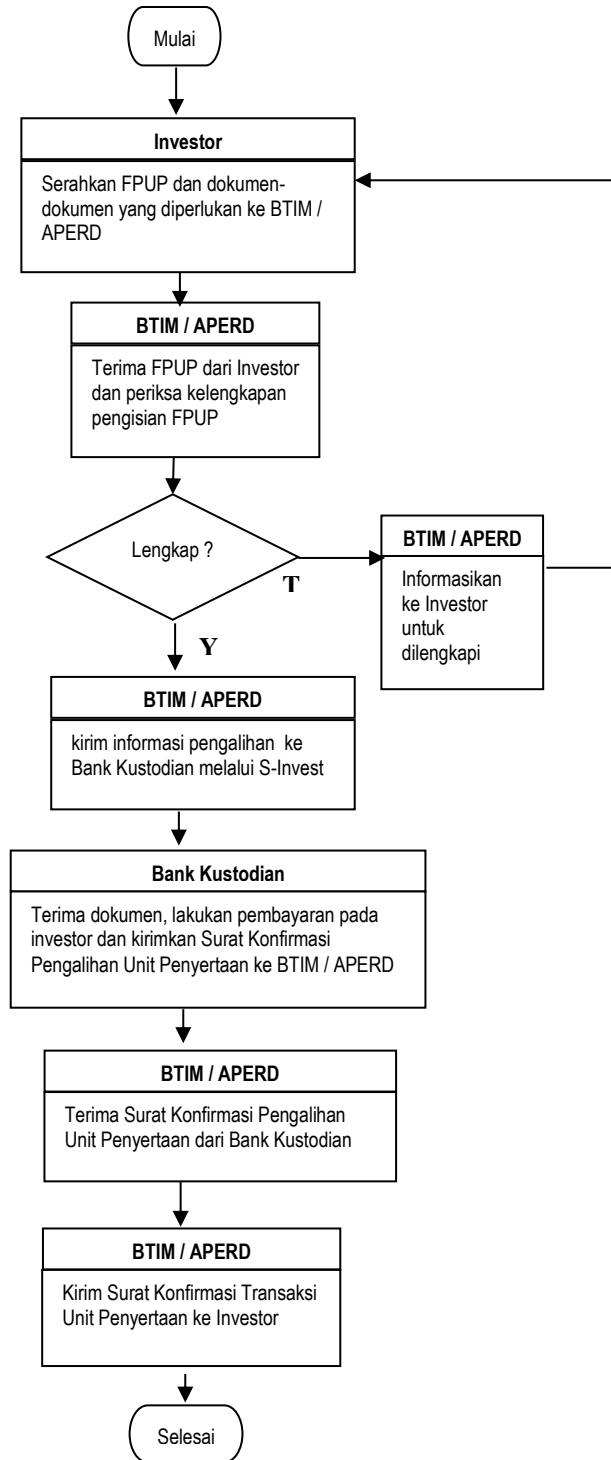 Mulai
Investor
Serahkan FPUP dan dokumen-
dokumen yang diperlukan ke BTIM /
APERD
BTIM / APERD
Terima FPUP dari Investor
dan periksa kelengkapan
pengisian FPUP
Lengkap ?
T
BTIM / APERD
Informasikan
ke Investor
untuk
dilengkapi
Y
BTIM / APERD
kirim informasi pengalihan ke
Bank Kustodian melalui S-Invest
Bank Kustodian
Terima dokumen, lakukan pembayaran pada
investor dan kirimkan Surat Konfirmasi
Pengalihan Unit Penyertaan ke BTIM / APERD
BTIM / APERD
Terima Surat Konfirmasi Pengalihan
Unit Penyertaan dari Bank Kustodian
BTIM / APERD
Kirim Surat Konfirmasi Transaksi
Unit Penyertaan ke Investor
Selesai